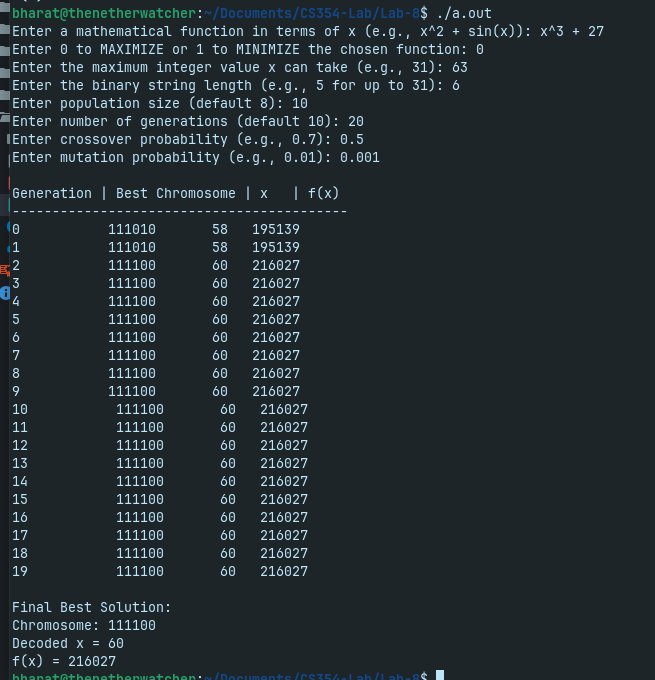 bharat@thenetherwatcher:~/Documents/CS354-Lab/Lab-8$ ./a.out
Enter a mathematical function in terms of x (e.g., x^2 + sin(x)): x^3 + 27
Enter 0 to MAXIMIZE or 1 to MINIMIZE the chosen function: 0
Enter the maximum integer value x can take (e.g., 31): 63
Enter the binary string length (e.g., 5 for up to 31): 6
Enter population size (default 8): 10
Enter number of generations (default 10): 20
Enter crossover probability (e.g., 0.7): 0.5
Enter mutation probability (e.g., 0.01): 0.001
Generation | Best Chromosome | x   | f(x)
------------------------------------------
0           111010       58   195139
1           111010       58   195139
2           111100       60   216027
3           111100       60   216027
4           111100       60   216027
5           111100       60   216027
6           111100       60   216027
7           111100       60   216027
8           111100       60   216027
9           111100       60   216027
10           111100       60   216027
11           111100       60   216027
12           111100       60   216027
13           111100       60   216027
14           111100       60   216027
15           111100       60   216027
16           111100       60   216027
17           111100       60   216027
18           111100       60   216027
19           111100       60   216027
Final Best Solution:
Chromosome: 111100
Decoded x = 60
f(x) = 216027
bharat@thenetherwatcher:~/Documents/CS354-Lab/Lab-8$